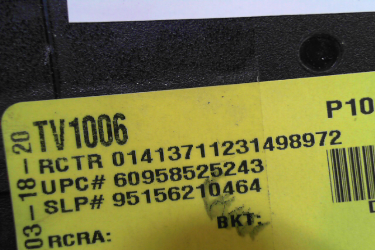 TV1006
P10
RCTR 01413711231498972
UPC# 60958525243
SLP# 95156210464
BKT:
RCRA:
03-18-20